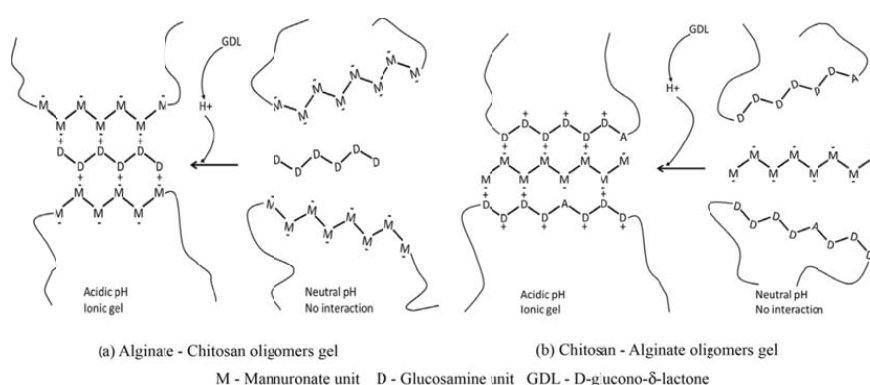 GDL
H+
M M M M M
M M M
+ + + +
D D D D
D D D D
M M M M
M M M M
Acidic pH
Ionic gel
M M M M M M M M
D D D D D
M M M M M M M M
Neutral pH
No interaction
GDL
H+
D D D D D D A
M M M M M
M M M M M
D D D D A D D D
Acidic pH
Ionic gel
D D D D D D A
M M M M M M M M
D D D D A D D D
Neutral pH
No interaction
(a) Alginate - Chitosan oligomers gel
(b) Chitosan - Alginate oligomers gel
M - Mannuronate unit D - Glucosamine unit GDL - D-glucono-δ-lactone